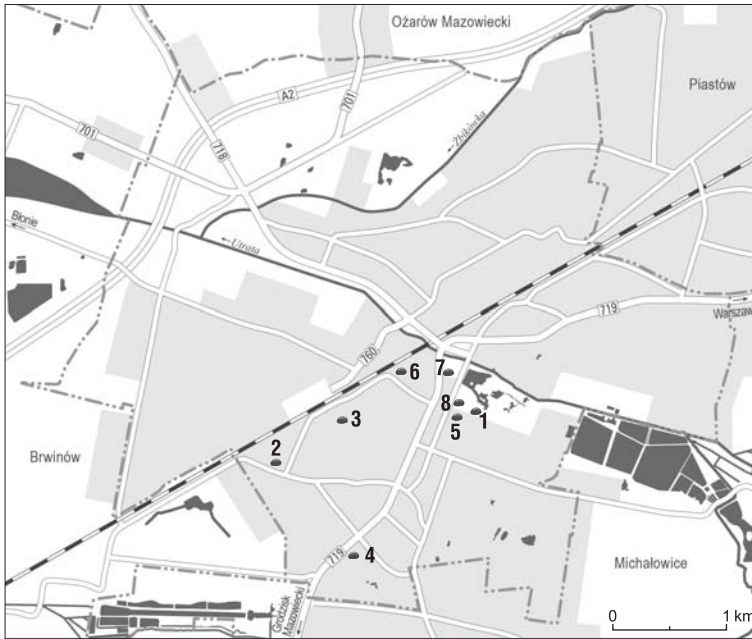 Ożarów Mazowiecki
Piastów
A2
701
701
718
Żbikówka
Błonie
Utrata
719
Warszaw
760
6
7
8
1
5
3
2
Brwinów
4
719
Michałowice
Grodzisk
Mazowiecki
0
1 km